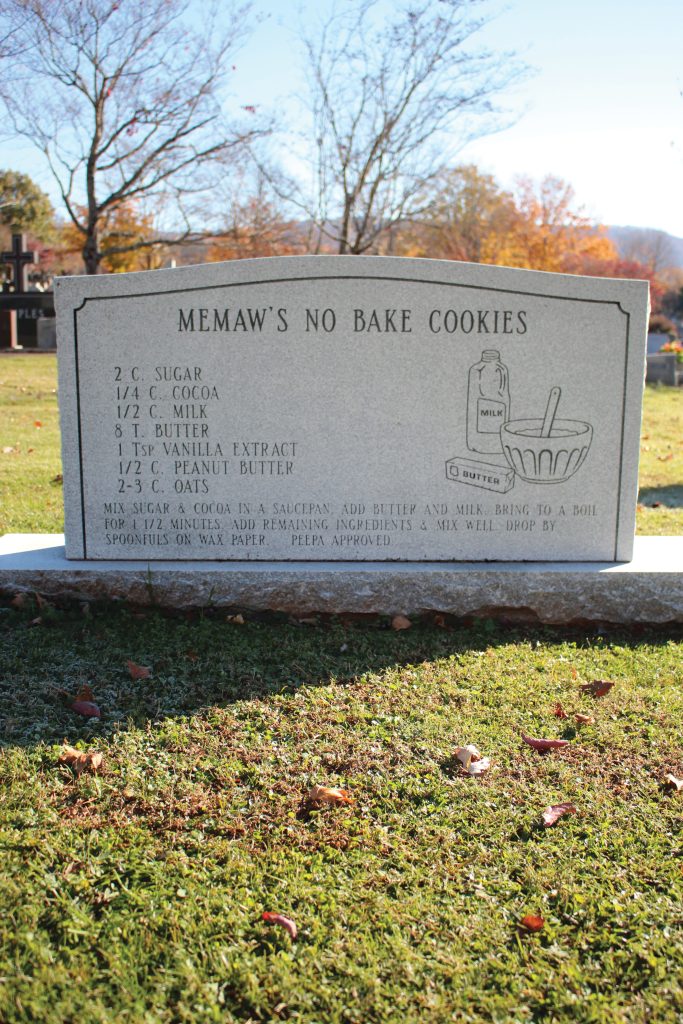 MEMAW'S NO BAKE COOKIES
2 C. SUGAR
1/4 C. COCOA
1/2 C. MILK
8 T. BUTTER
1 TSP VANILLA EXTRACT
1/2 C. PEANUT BUTTER
2-3 C. OATS
MILK
BUTTER
MIX SUGAR & COCOA IN A SAUCEPAN. ADD BUTTER AND MILK. BRING TO A BOIL
FOR 1 1/2 MINUTES. ADD REMAINING INGREDIENTS & MIX WELL. DROP BY
SPOONFULS ON WAX PAPER. PEEPA APPROVED.
PLES